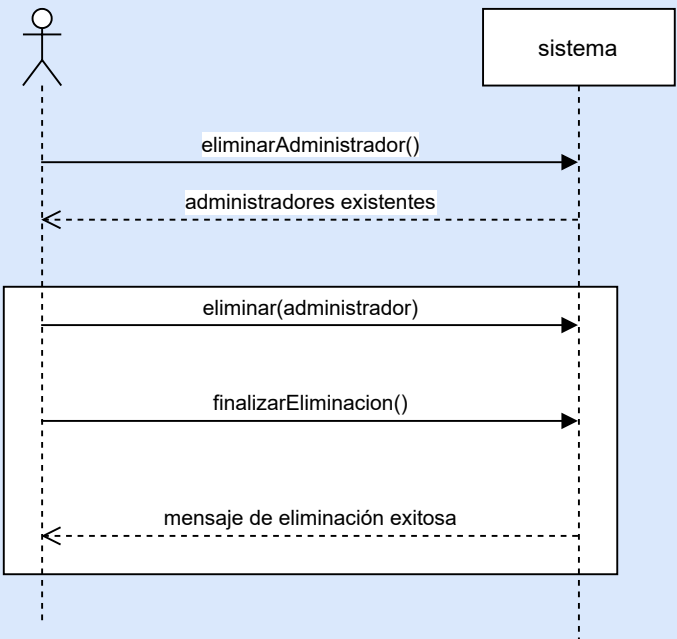 sistema
eliminarAdministrador()
administradores existentes
eliminar(administrador)
finalizarEliminacion()
mensaje de eliminación exitosa